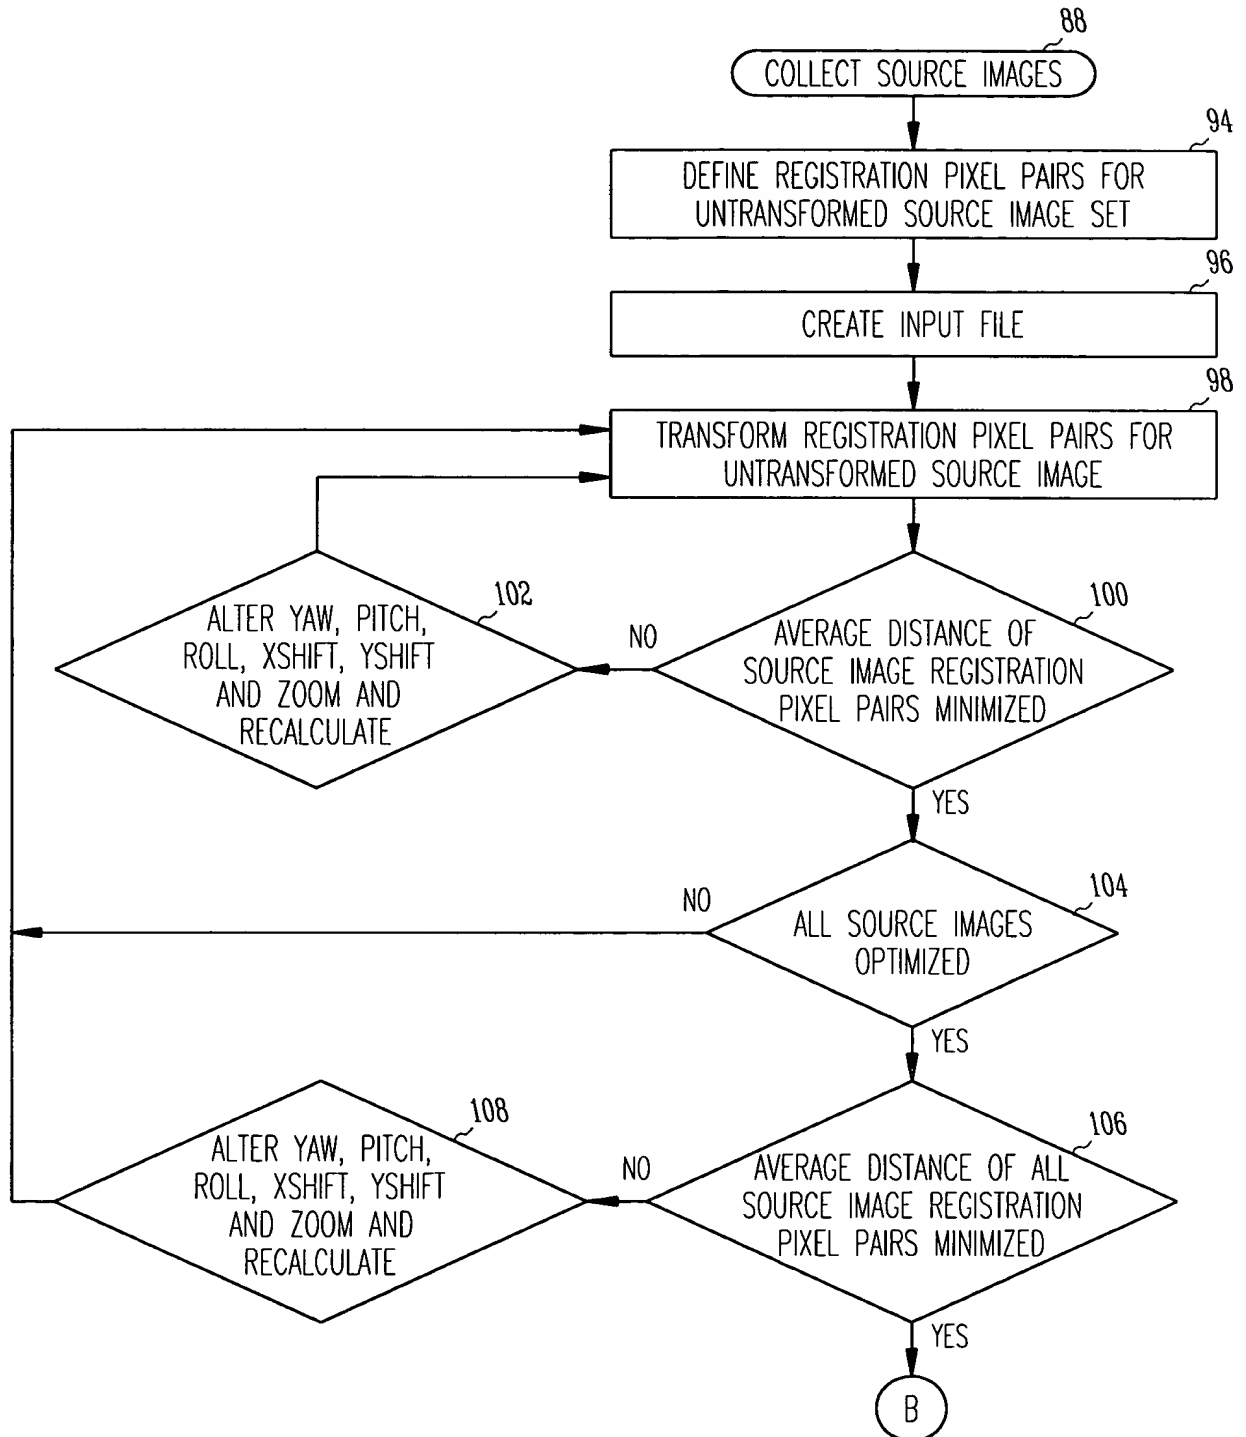 88
COLLECT SOURCE IMAGES
94
DEFINE REGISTRATION PIXEL PAIRS FOR
UNTRANSFORMED SOURCE IMAGE SET
96
CREATE INPUT FILE
98
TRANSFORM REGISTRATION PIXEL PAIRS FOR
UNTRANSFORMED SOURCE IMAGE
102
ALTER YAW, PITCH,
ROLL, XSHIFT, YSHIFT
AND ZOOM AND
RECALCULATE
NO
100
AVERAGE DISTANCE OF
SOURCE IMAGE REGISTRATION
PIXEL PAIRS MINIMIZED
YES
NO
104
ALL SOURCE IMAGES
OPTIMIZED
YES
108
ALTER YAW, PITCH,
ROLL, XSHIFT, YSHIFT
AND ZOOM AND
RECALCULATE
NO
106
AVERAGE DISTANCE OF ALL
SOURCE IMAGE REGISTRATION
PIXEL PAIRS MINIMIZED
YES
B